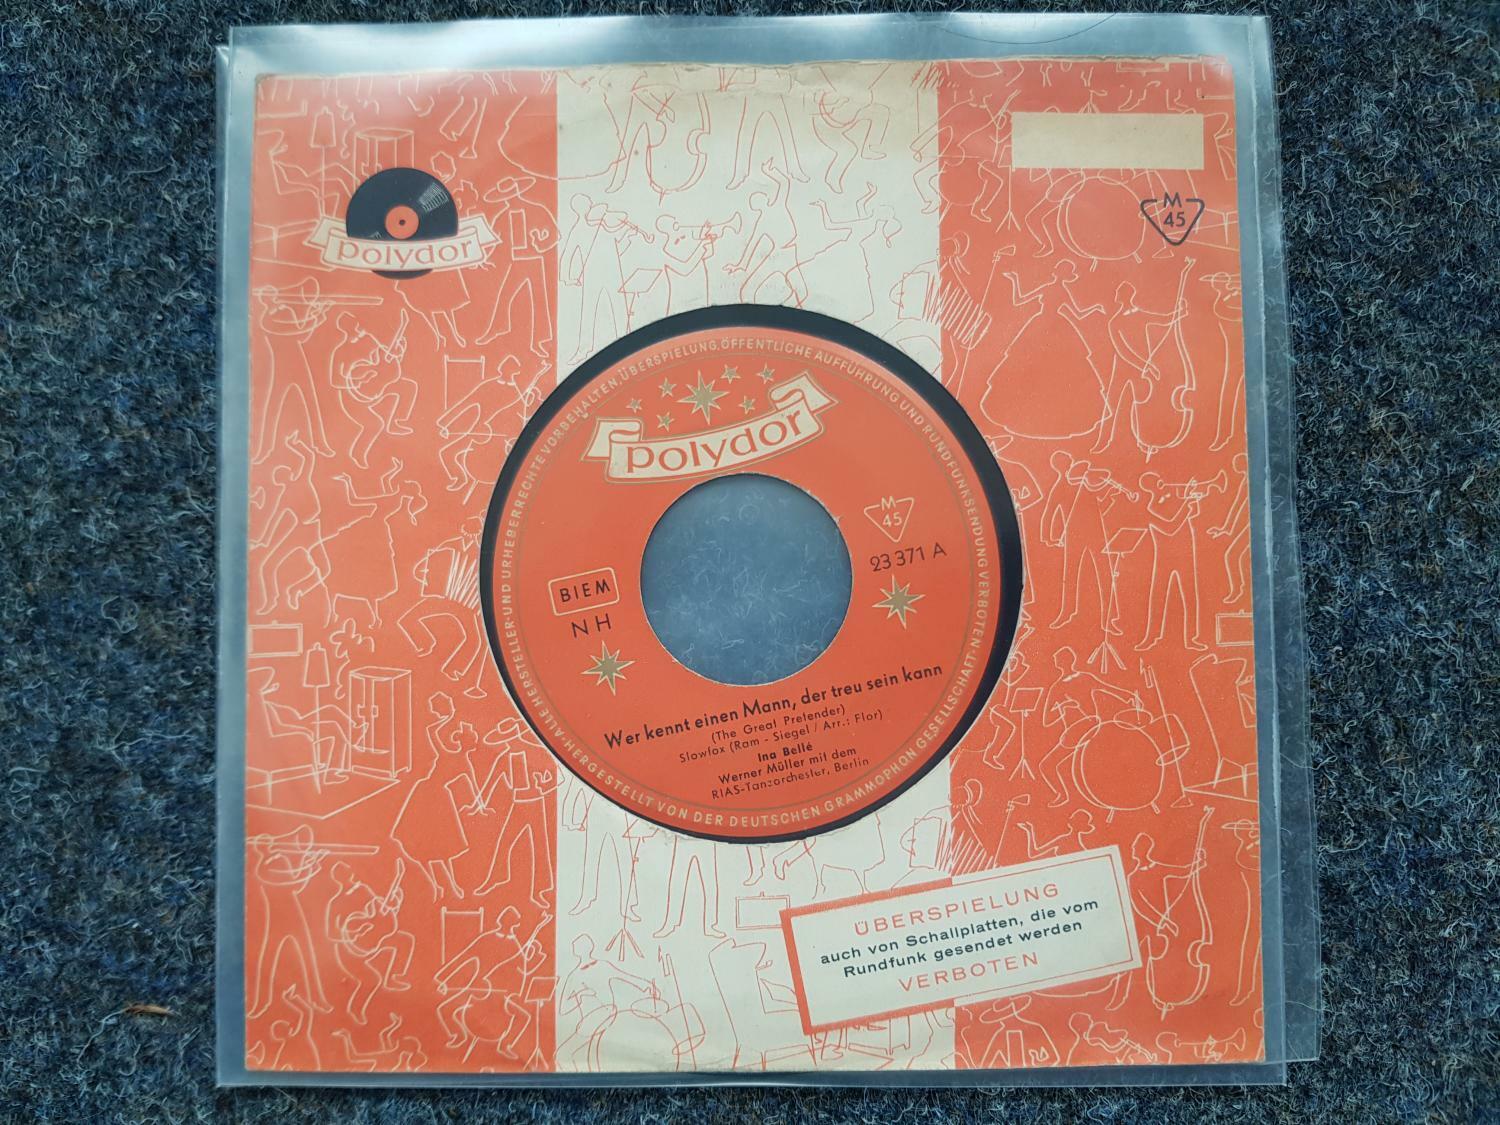 polydor
M
45
ALLE HERSTELLER- UND URHEBERRECHTE VORBEHALTEN. ÜBERSPIELUNG, ÖFFENTLICHE AUFFÜHRUNG UND RUNDFUNKSENDUNG VERBOTEN · HERGESTELLT VON DER DEUTSCHEN GRAMMOPHON GESELLSCHAFT ·
polydor
M
45
23 371 A
BIEM
NH
Wer kennt einen Mann, der treu sein kann
(The Great Pretender)
Slowfox (Ram - Siegel / Arr.: Flor)
Ina Bellé
Werner Müller mit dem
RIAS-Tanzorchester, Berlin
ÜBERSPIELUNG
auch von Schallplatten, die vom
Rundfunk gesendet werden
VERBOTEN